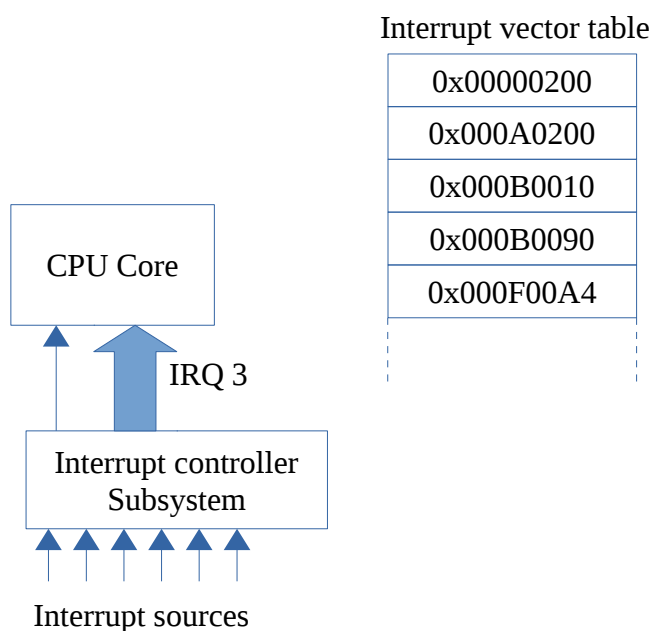 Interrupt vector table
0x00000200
0x000A0200
0x000B0010
0x000B0090
0x000F00A4
CPU Core
IRQ 3
Interrupt controller
Subsystem
Interrupt sources